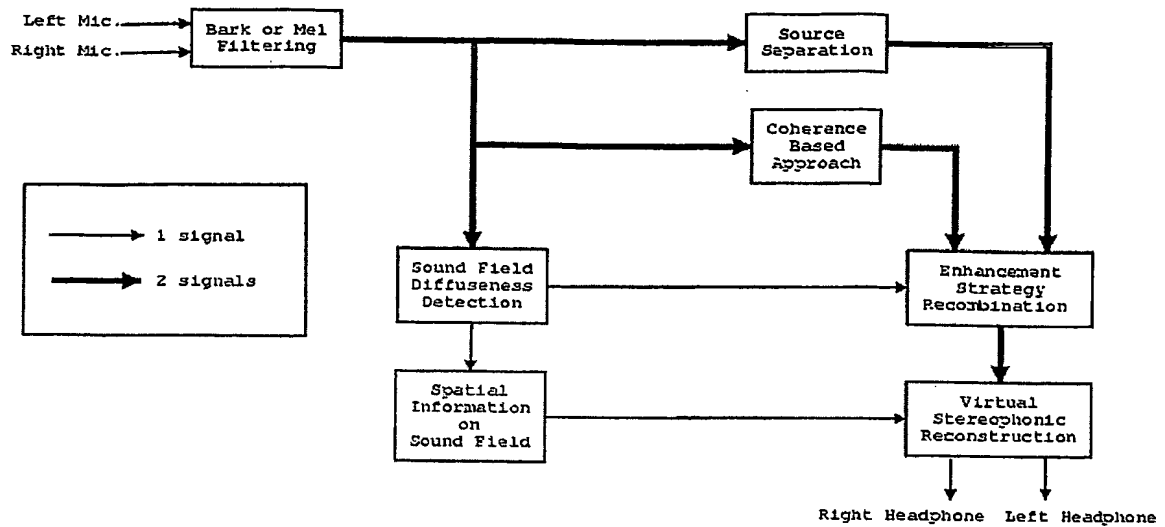 Left Mic.
Right Mic.
Bark or Mel
Filtering
Source
Separation
Coherence
Based
Approach
1 signal
2 signals
Sound Field
Diffuseness
Detection
Enhancement
Strategy
Recombination
Spatial
Information
on
Sound Field
Virtual
Stereophonic
Reconstruction
Right Headphone
Left Headphone